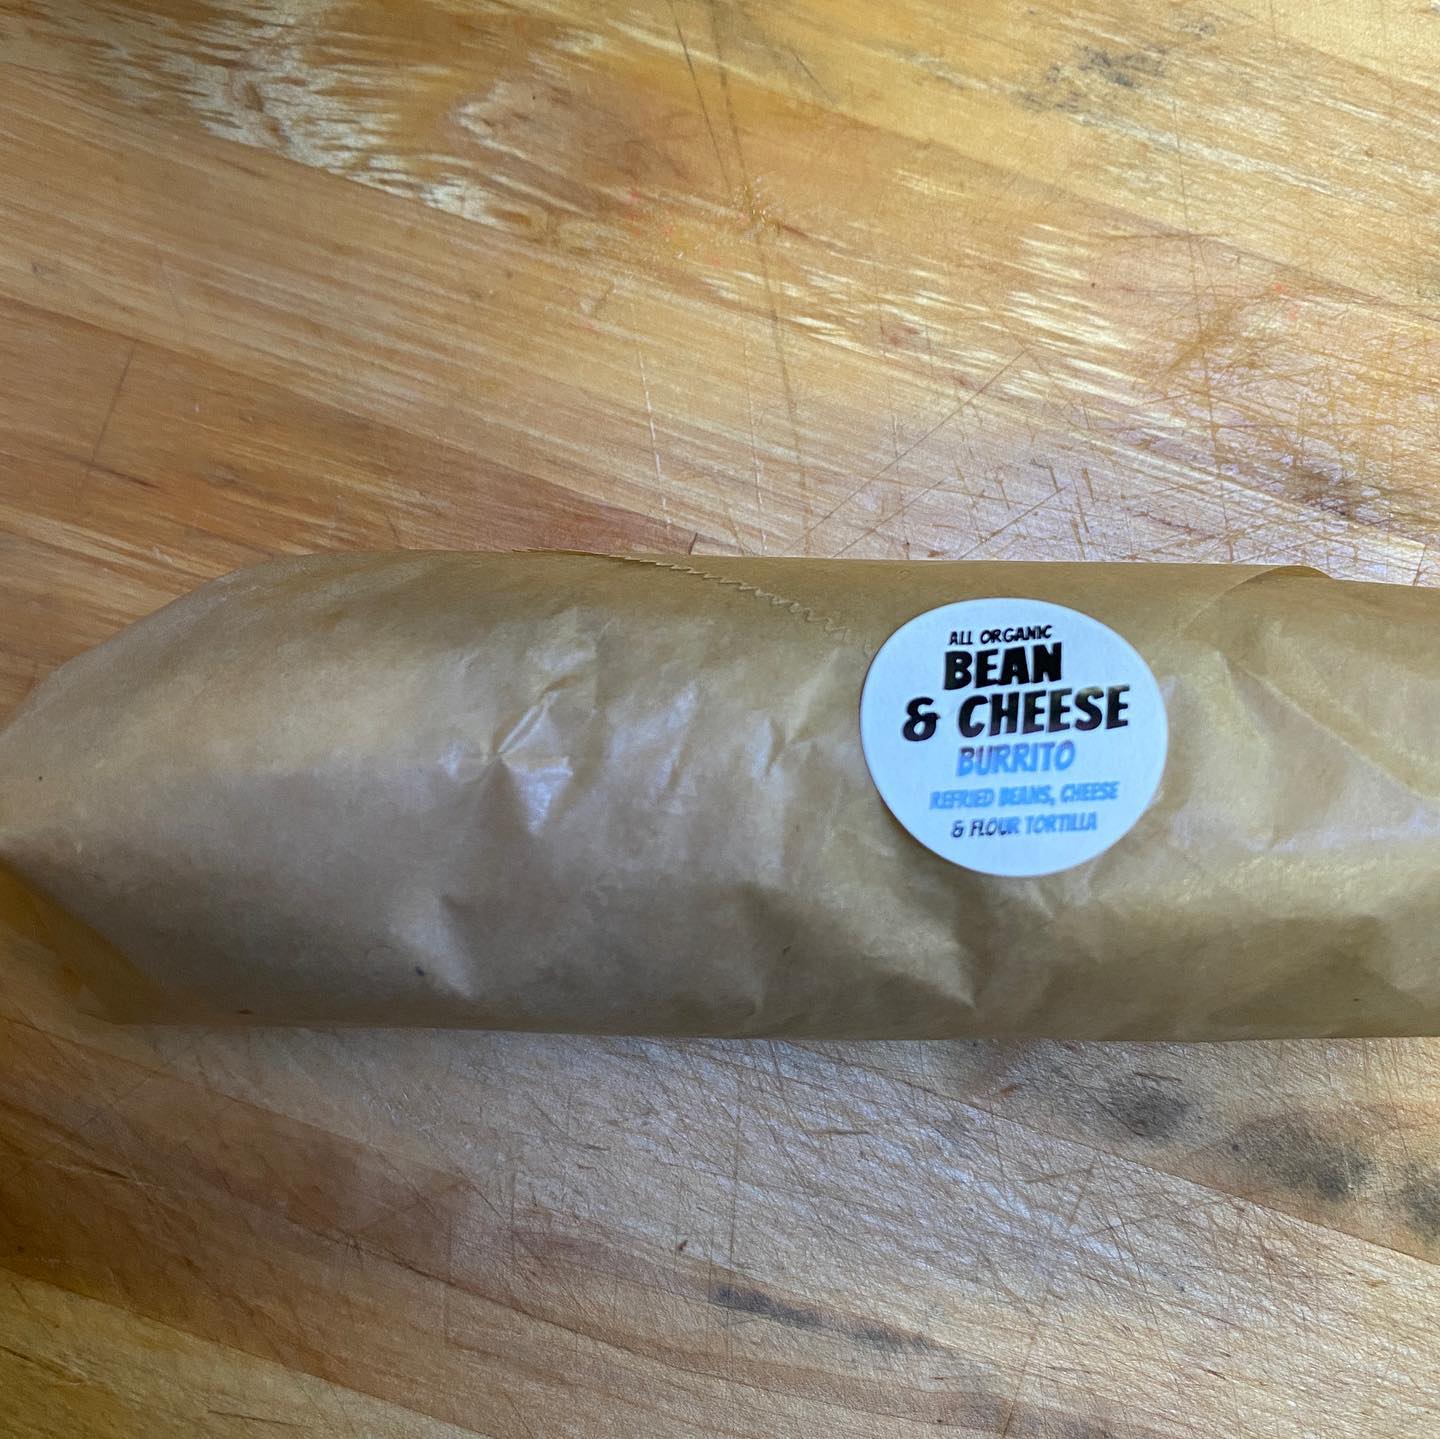 ALL ORGANIC
BEAN
& CHEESE
BURRITO
REFRIED BEANS, CHEESE
& FLOUR TORTILLA